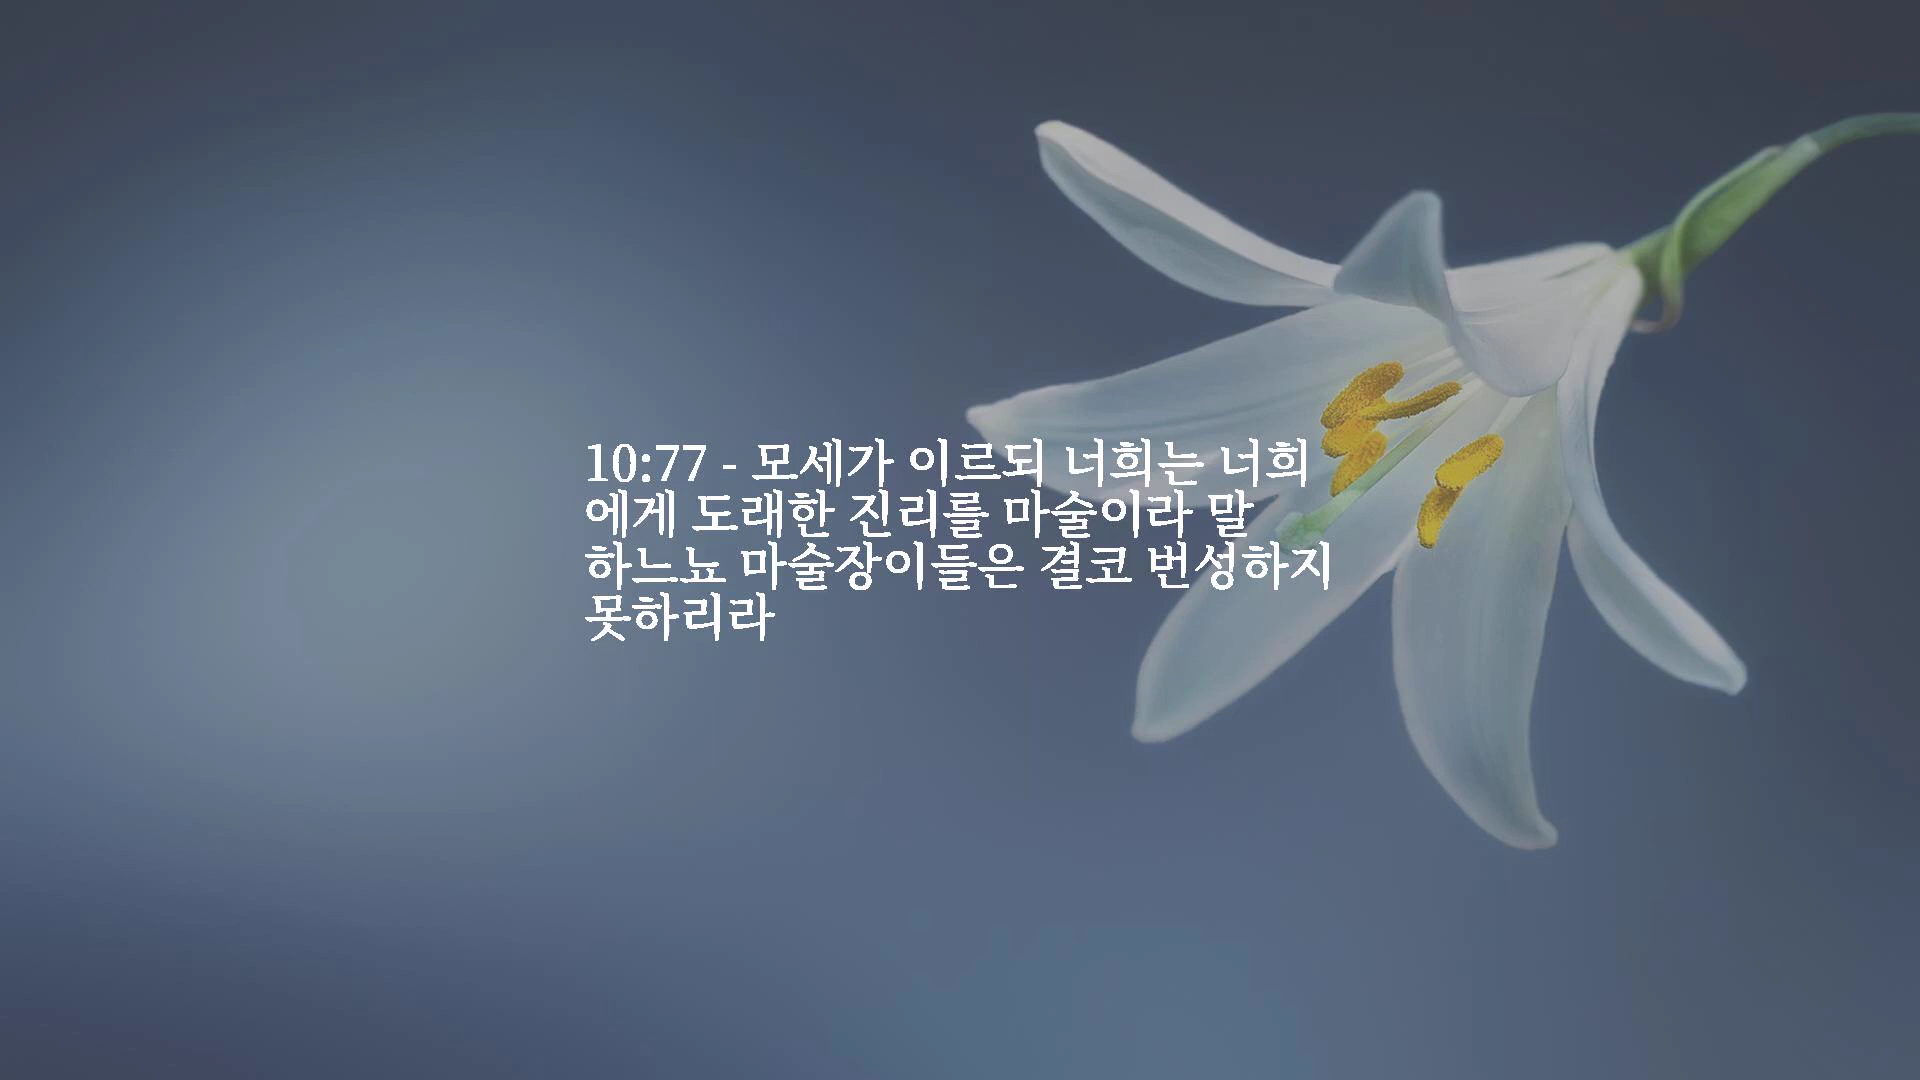 10:77 - 모세가 이르되 너희는 너희
에게 도래한 진리를 마술이라 말
하느뇨 마술장이들은 결코 번성하지
못하리라